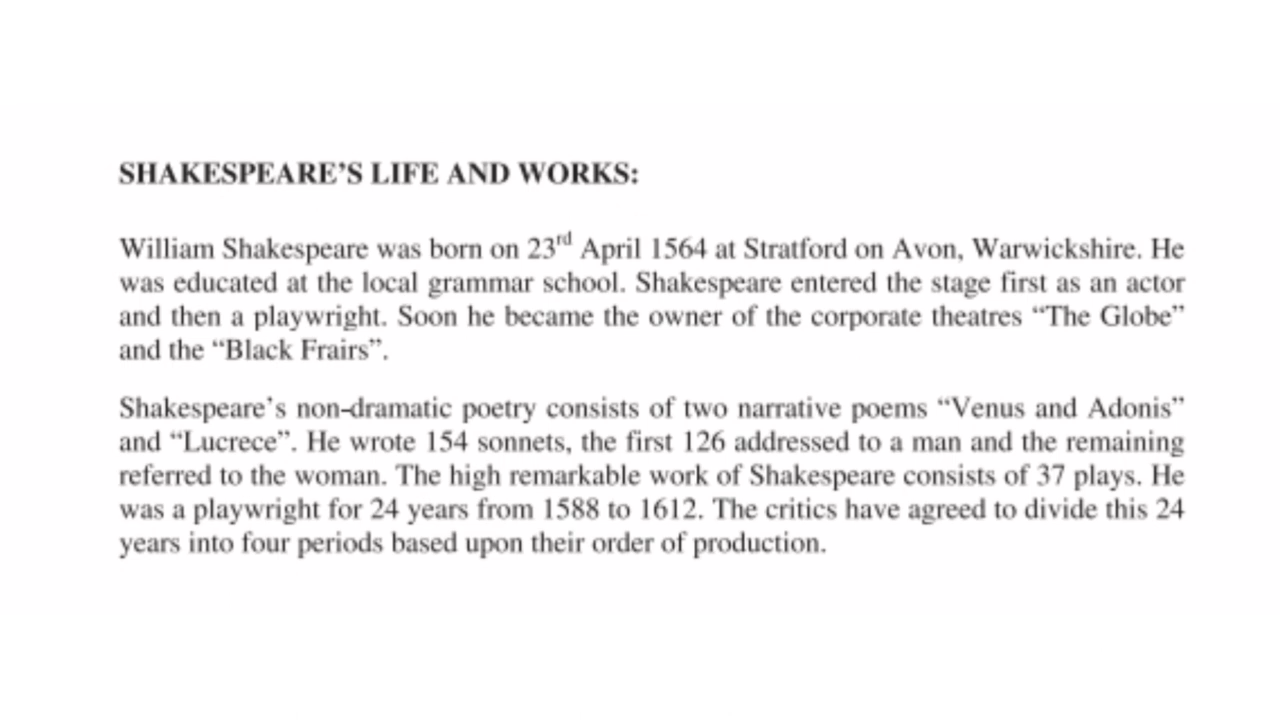 SHAKESPEARE’S LIFE AND WORKS:
William Shakespeare was born on 23rd April 1564 at Stratford on Avon, Warwickshire. He
was educated at the local grammar school. Shakespeare entered the stage first as an actor
and then a playwright. Soon he became the owner of the corporate theatres “The Globe”
and the “Black Frairs”.
Shakespeare’s non-dramatic poetry consists of two narrative poems “Venus and Adonis”
and “Lucrece”. He wrote 154 sonnets, the first 126 addressed to a man and the remaining
referred to the woman. The high remarkable work of Shakespeare consists of 37 plays. He
was a playwright for 24 years from 1588 to 1612. The critics have agreed to divide this 24
years into four periods based upon their order of production.